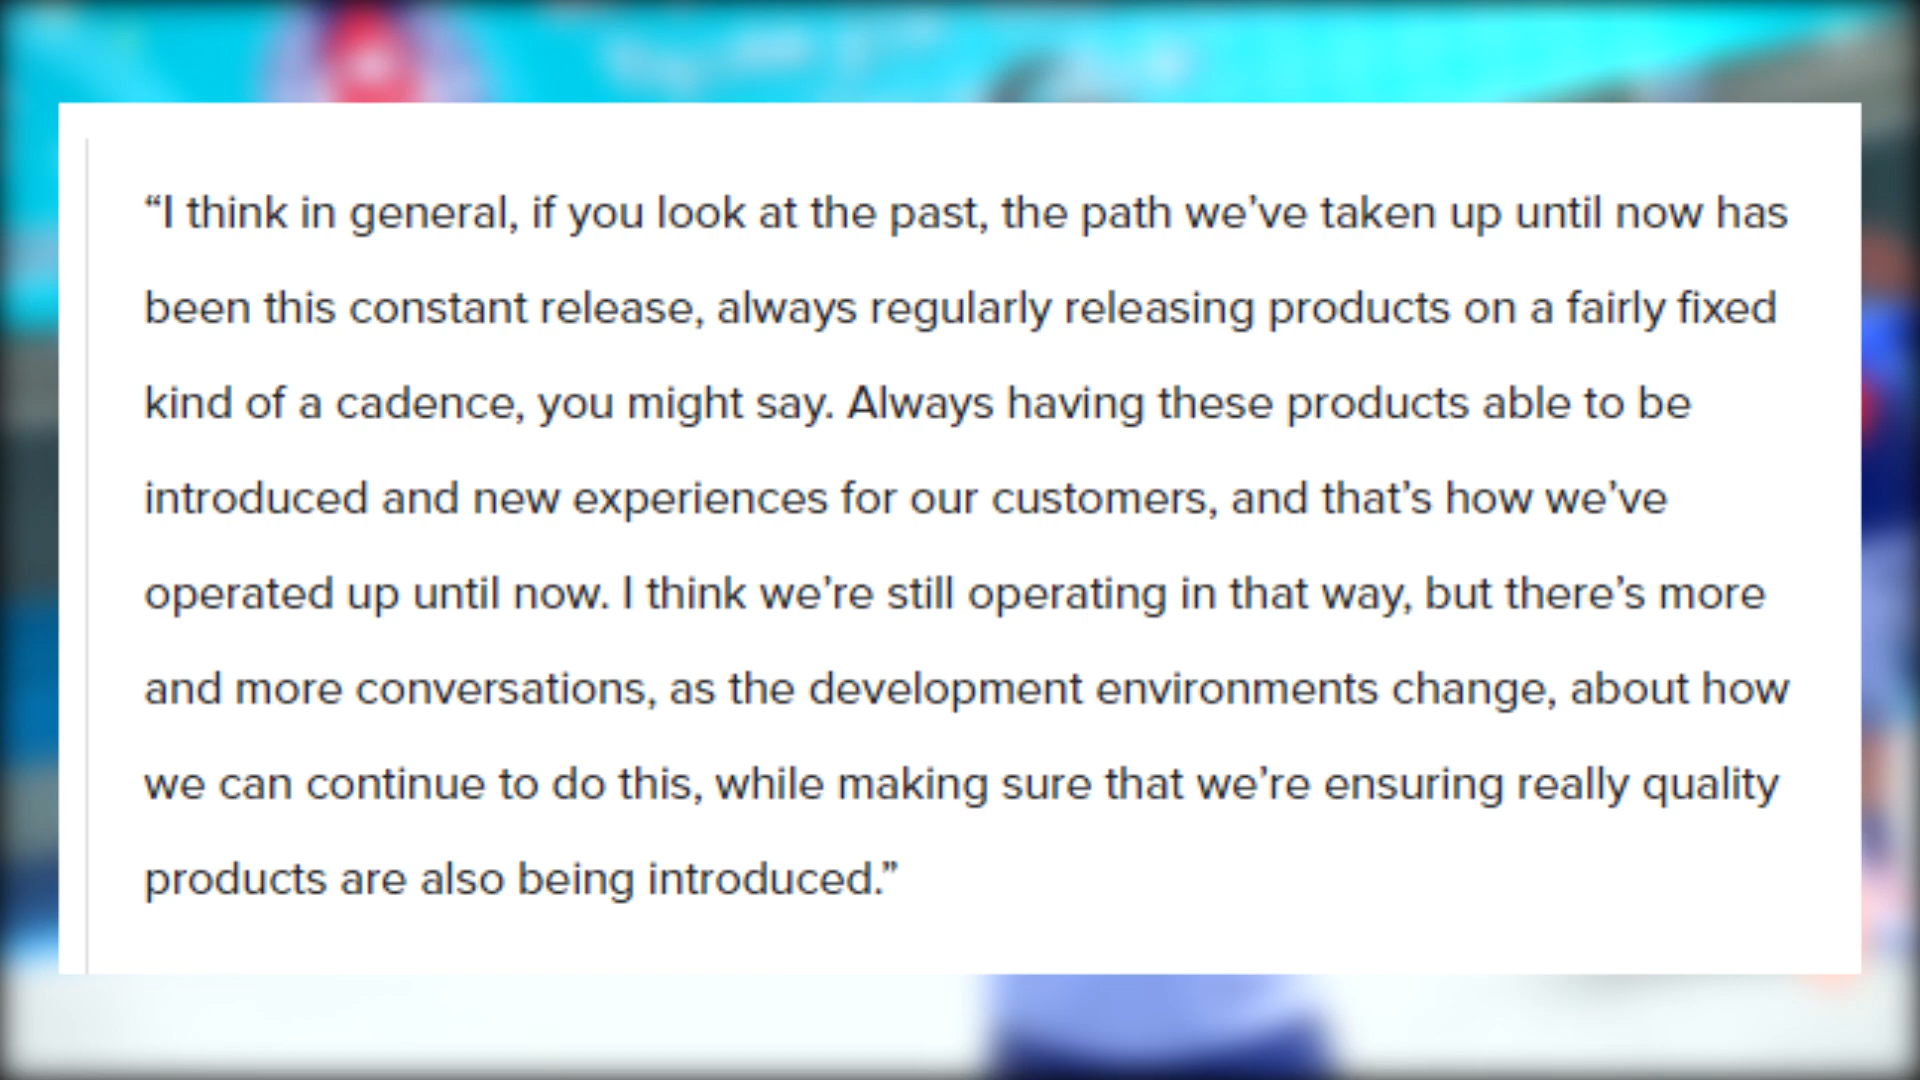 “I think in general, if you look at the past, the path we’ve taken up until now has
been this constant release, always regularly releasing products on a fairly fixed
kind of a cadence, you might say. Always having these products able to be
introduced and new experiences for our customers, and that’s how we’ve
operated up until now. I think we’re still operating in that way, but there’s more
and more conversations, as the development environments change, about how
we can continue to do this, while making sure that we’re ensuring really quality
products are also being introduced.”